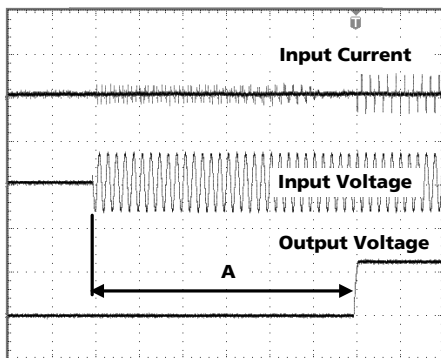 T
Input Current
Input Voltage
Output Voltage
A